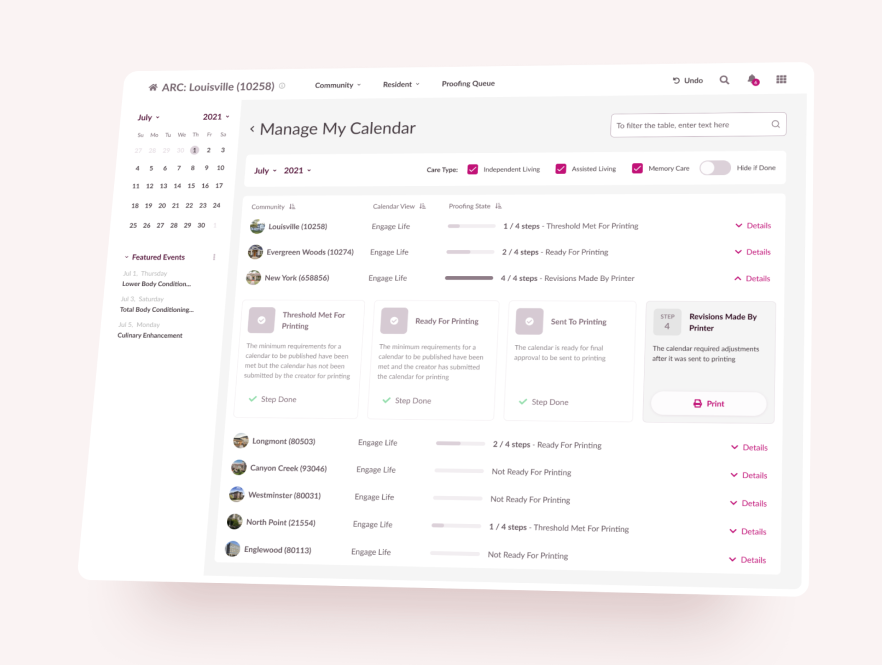 ARC: Louisville (10258)
Community
Resident
Proofing Queue
Undo
July
2021
Su Mo Tu We Th Fr Sa
27 28 29 30 1 2 3
4 5 6 7 8 9 10
11 12 13 14 15 16 17
18 19 20 21 22 23 24
25 26 27 28 29 30 1
Featured Events
Jul 1, Thursday
Lower Body Condition...
Jul 3, Saturday
Total Body Conditioning...
Jul 5, Monday
Culinary Enhancement
Manage My Calendar
To filter the table, enter text here
July 2021
Care Type:
Independent Living
Assisted Living
Memory Care
Hide if Done
Community
Calendar View
Proofing State
Louisville (10258)
Engage Life
1 / 4 steps - Threshold Met For Printing
Details
Evergreen Woods (10274)
Engage Life
2 / 4 steps - Ready For Printing
Details
New York (658856)
Engage Life
4 / 4 steps - Revisions Made By Printer
Details
Threshold Met For
Printing
The minimum requirements for a
calendar to be published have been
met but the calendar has not been
submitted by the creator for printing
Step Done
Ready For Printing
The minimum requirements for a
calendar to be published have been
met and the creator has submitted
the calendar for printing
Step Done
Sent To Printing
The calendar is ready for final
approval to be sent to printing
Step Done
STEP
4
Revisions Made By
Printer
The calendar required adjustments
after it was sent to printing
Print
Longmont (80503)
Engage Life
2 / 4 steps - Ready For Printing
Details
Canyon Creek (93046)
Engage Life
Not Ready For Printing
Details
Westminster (80031)
Engage Life
Not Ready For Printing
Details
North Point (21554)
Engage Life
1 / 4 steps - Threshold Met For Printing
Details
Englewood (80113)
Engage Life
Not Ready For Printing
Details